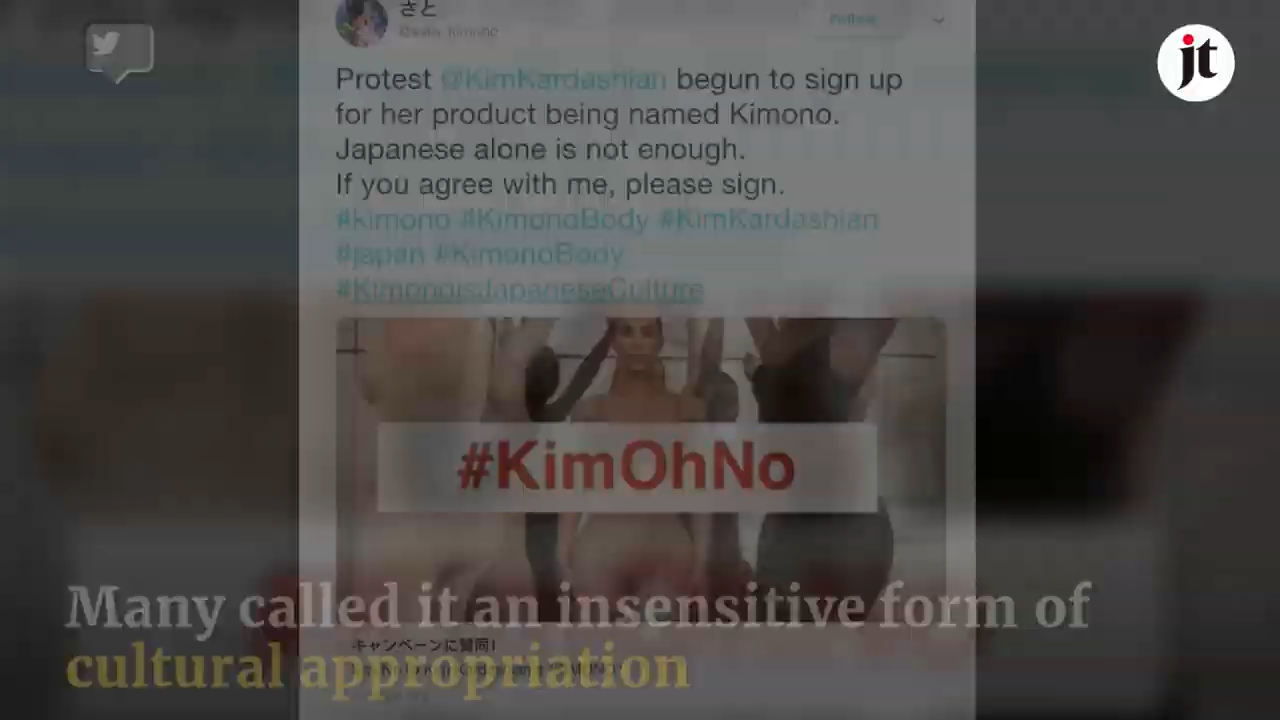 さと
jt
Follow
Protest @KimKardashian begun to sign up
for her product being named Kimono.
Japanese alone is not enough.
If you agree with me, please sign.
#kimono #KimonoBody #KimKardashian
#japan #KimonoBody
#KimonoisJapaneseCulture
#KimOhNo
Many called it an insensitive form of
キャンペーンに賛同!
cultural appropriation